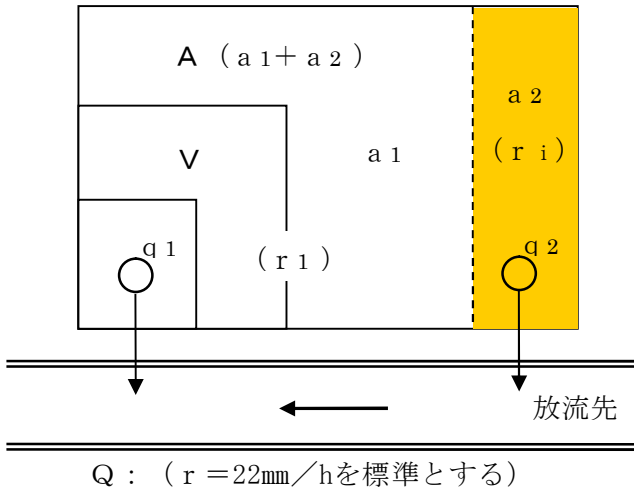 A（ａ1＋ａ2）
ａ2
（ｒｉ）
V
ａ1
ｑ1
（ｒ1）
ｑ2
放流先
Q：（ｒ＝22㎜／hを標準とする）